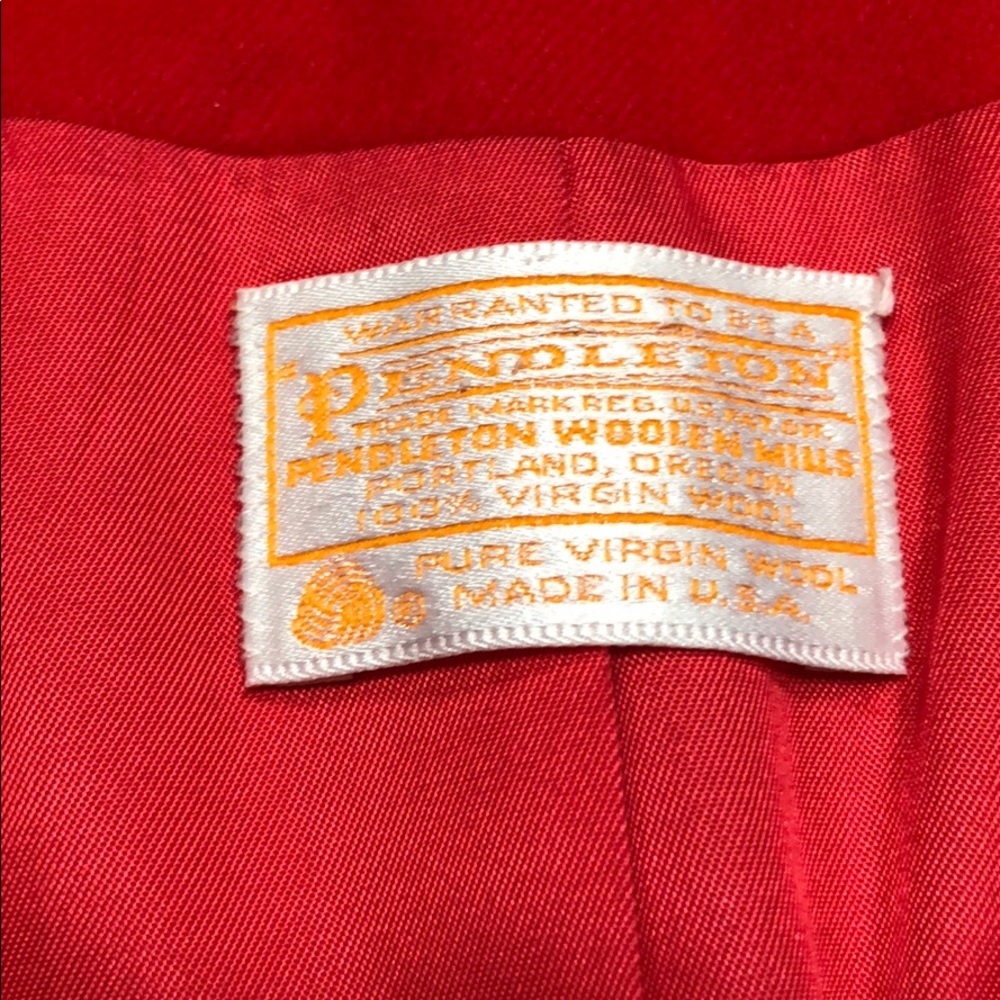 WARRANTED TO BE A
"PENDLETON"
TRADE MARK REG. U.S. PAT. OFF.
PENDLETON WOOLEN MILLS
PORTLAND, OREGON
100% VIRGIN WOOL
PURE VIRGIN WOOL
® MADE IN U.S.A.